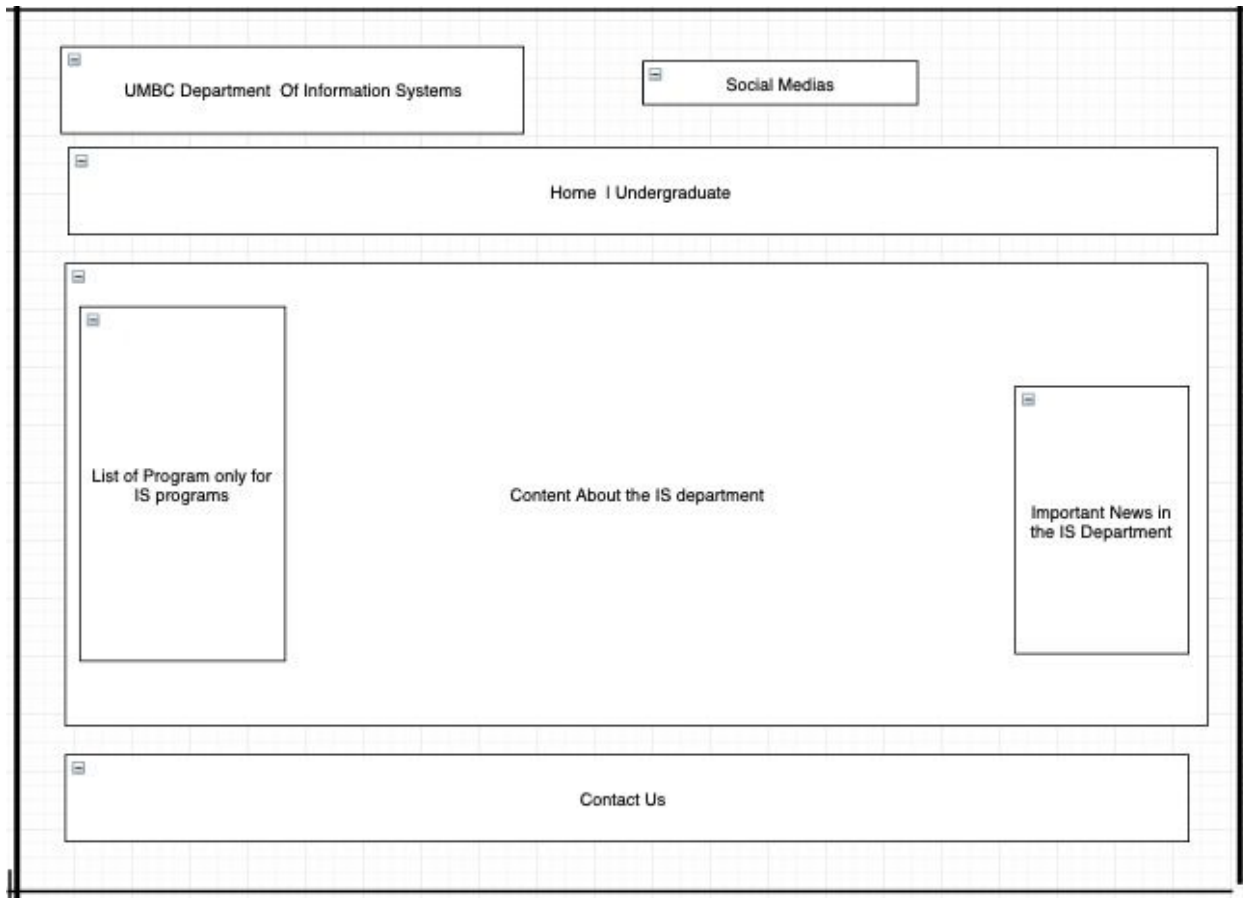 UMBC Department Of Information Systems
Social Medias
Home | Undergraduate
List of Program only for
IS programs
Content About the IS department
Important News in
the IS Department
Contact Us